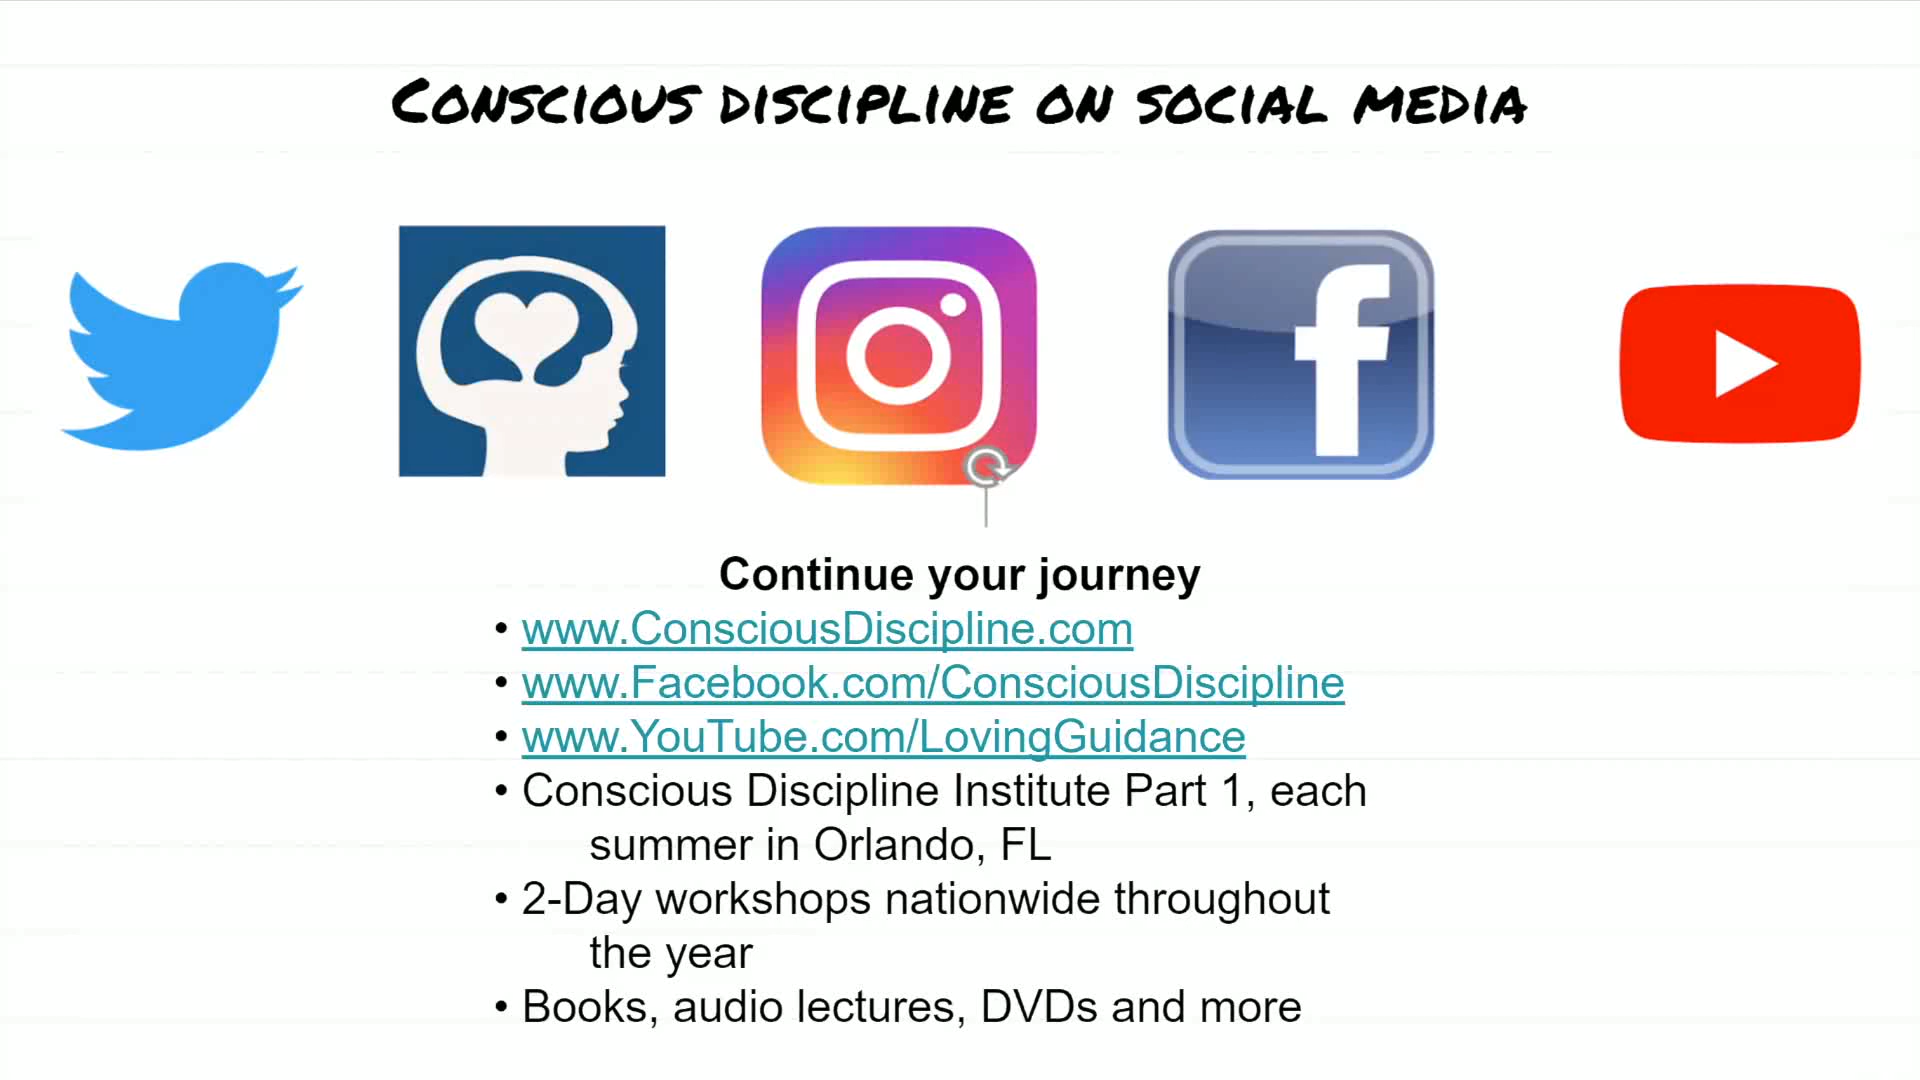 Conscious discipline on social media
Continue your journey
• www.ConsciousDiscipline.com
• www.Facebook.com/ConsciousDiscipline
• www.YouTube.com/LovingGuidance
• Conscious Discipline Institute Part 1, each
summer in Orlando, FL
• 2-Day workshops nationwide throughout
the year
• Books, audio lectures, DVDs and more